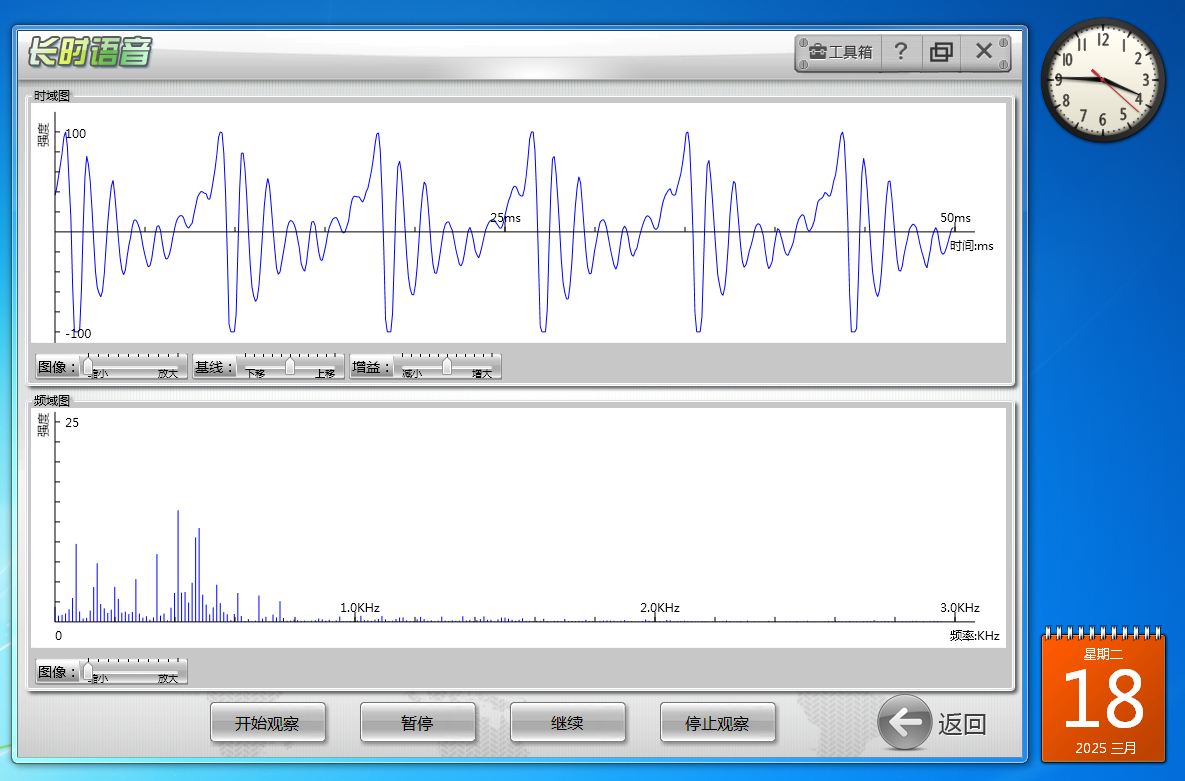 长时语音
工具箱 ?
时域图
强度
100
25ms
50ms
时间:ms
-100
图像： 缩小 放大 基线： 下移 上移 增益： 减小 增大
频域图
强度
25
1.0KHz 2.0KHz 3.0KHz
0
频率:KHz
图像： 缩小 放大
开始观察 暂停 继续 停止观察 返回
12
1
2
3
4
5
6
7
8
9
10
11
星期二
18
2025 三月